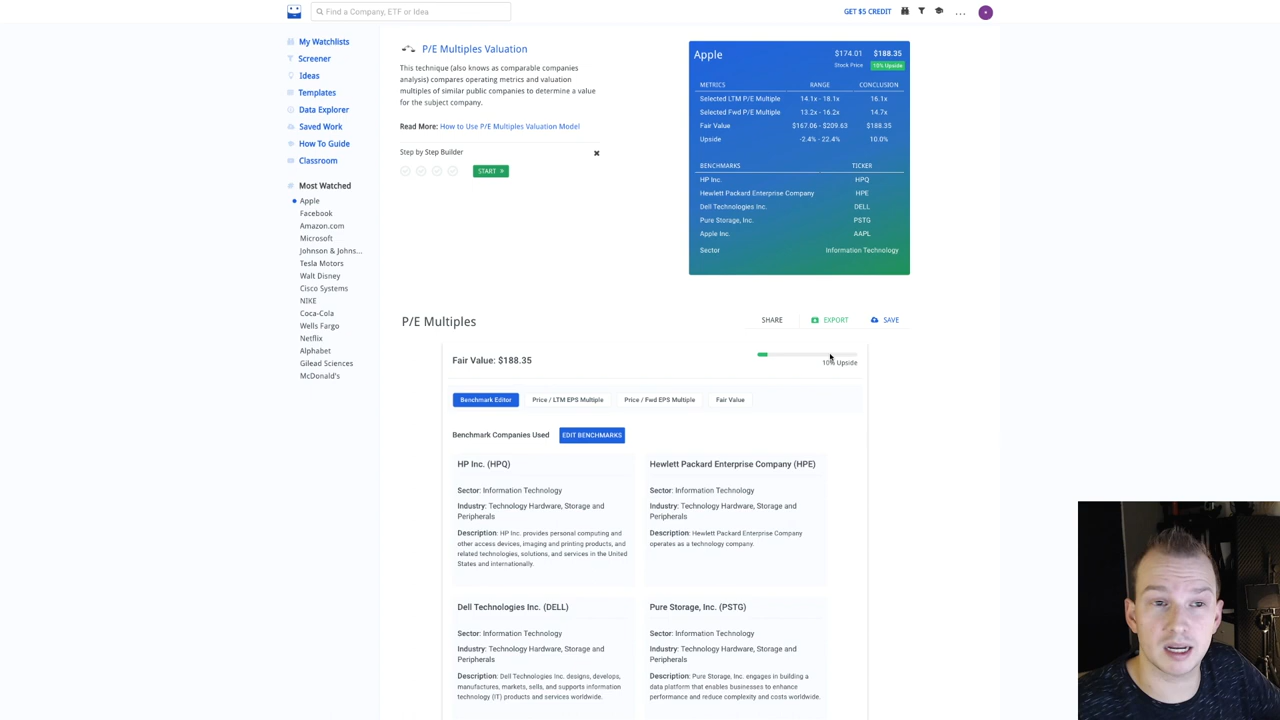 Find a Company, ETF or Idea
GET $5 CREDIT
...
My Watchlists
Screener
Ideas
Templates
Data Explorer
Saved Work
How To Guide
Classroom
Most Watched
Apple
Facebook
Amazon.com
Microsoft
Johnson & Johns...
Tesla Motors
Walt Disney
Cisco Systems
NIKE
Coca-Cola
Wells Fargo
Netflix
Alphabet
Gilead Sciences
McDonald's
P/E Multiples Valuation
This technique (also known as comparable companies
analysis) compares operating metrics and valuation
multiples of similar public companies to determine a value
for the subject company.
Read More: How to Use P/E Multiples Valuation Model
Step by Step Builder
START
Apple
$174.01 $188.35
Stock Price 10% Upside
METRICS RANGE CONCLUSION
Selected LTM P/E Multiple 14.1x - 18.1x 16.1x
Selected Fwd P/E Multiple 13.2x - 16.2x 14.7x
Fair Value $167.06 - $209.63 $188.35
Upside -2.4% - 22.4% 10.0%
BENCHMARKS TICKER
HP Inc. HPQ
Hewlett Packard Enterprise Company HPE
Dell Technologies Inc. DELL
Pure Storage, Inc. PSTG
Apple Inc. AAPL
Sector Information Technology
P/E Multiples
SHARE EXPORT SAVE
Fair Value: $188.35
10% Upside
Benchmark Editor Price / LTM EPS Multiple Price / Fwd EPS Multiple Fair Value
Benchmark Companies Used EDIT BENCHMARKS
HP Inc. (HPQ)
Sector: Information Technology
Industry: Technology Hardware, Storage and
Peripherals
Description: HP Inc. provides personal computing and
other access devices, imaging and printing products, and
related technologies, solutions, and services in the United
States and internationally.
Hewlett Packard Enterprise Company (HPE)
Sector: Information Technology
Industry: Technology Hardware, Storage and
Peripherals
Description: Hewlett Packard Enterprise Company
operates as a technology company.
Dell Technologies Inc. (DELL)
Sector: Information Technology
Industry: Technology Hardware, Storage and
Peripherals
Description: Dell Technologies Inc. designs, develops,
manufactures, markets, sells, and supports information
technology (IT) products and services worldwide.
Pure Storage, Inc. (PSTG)
Sector: Information Technology
Industry: Technology Hardware, Storage and
Peripherals
Description: Pure Storage, Inc. engages in building a
data platform that enables businesses to enhance
performance and reduce complexity and costs worldwide.